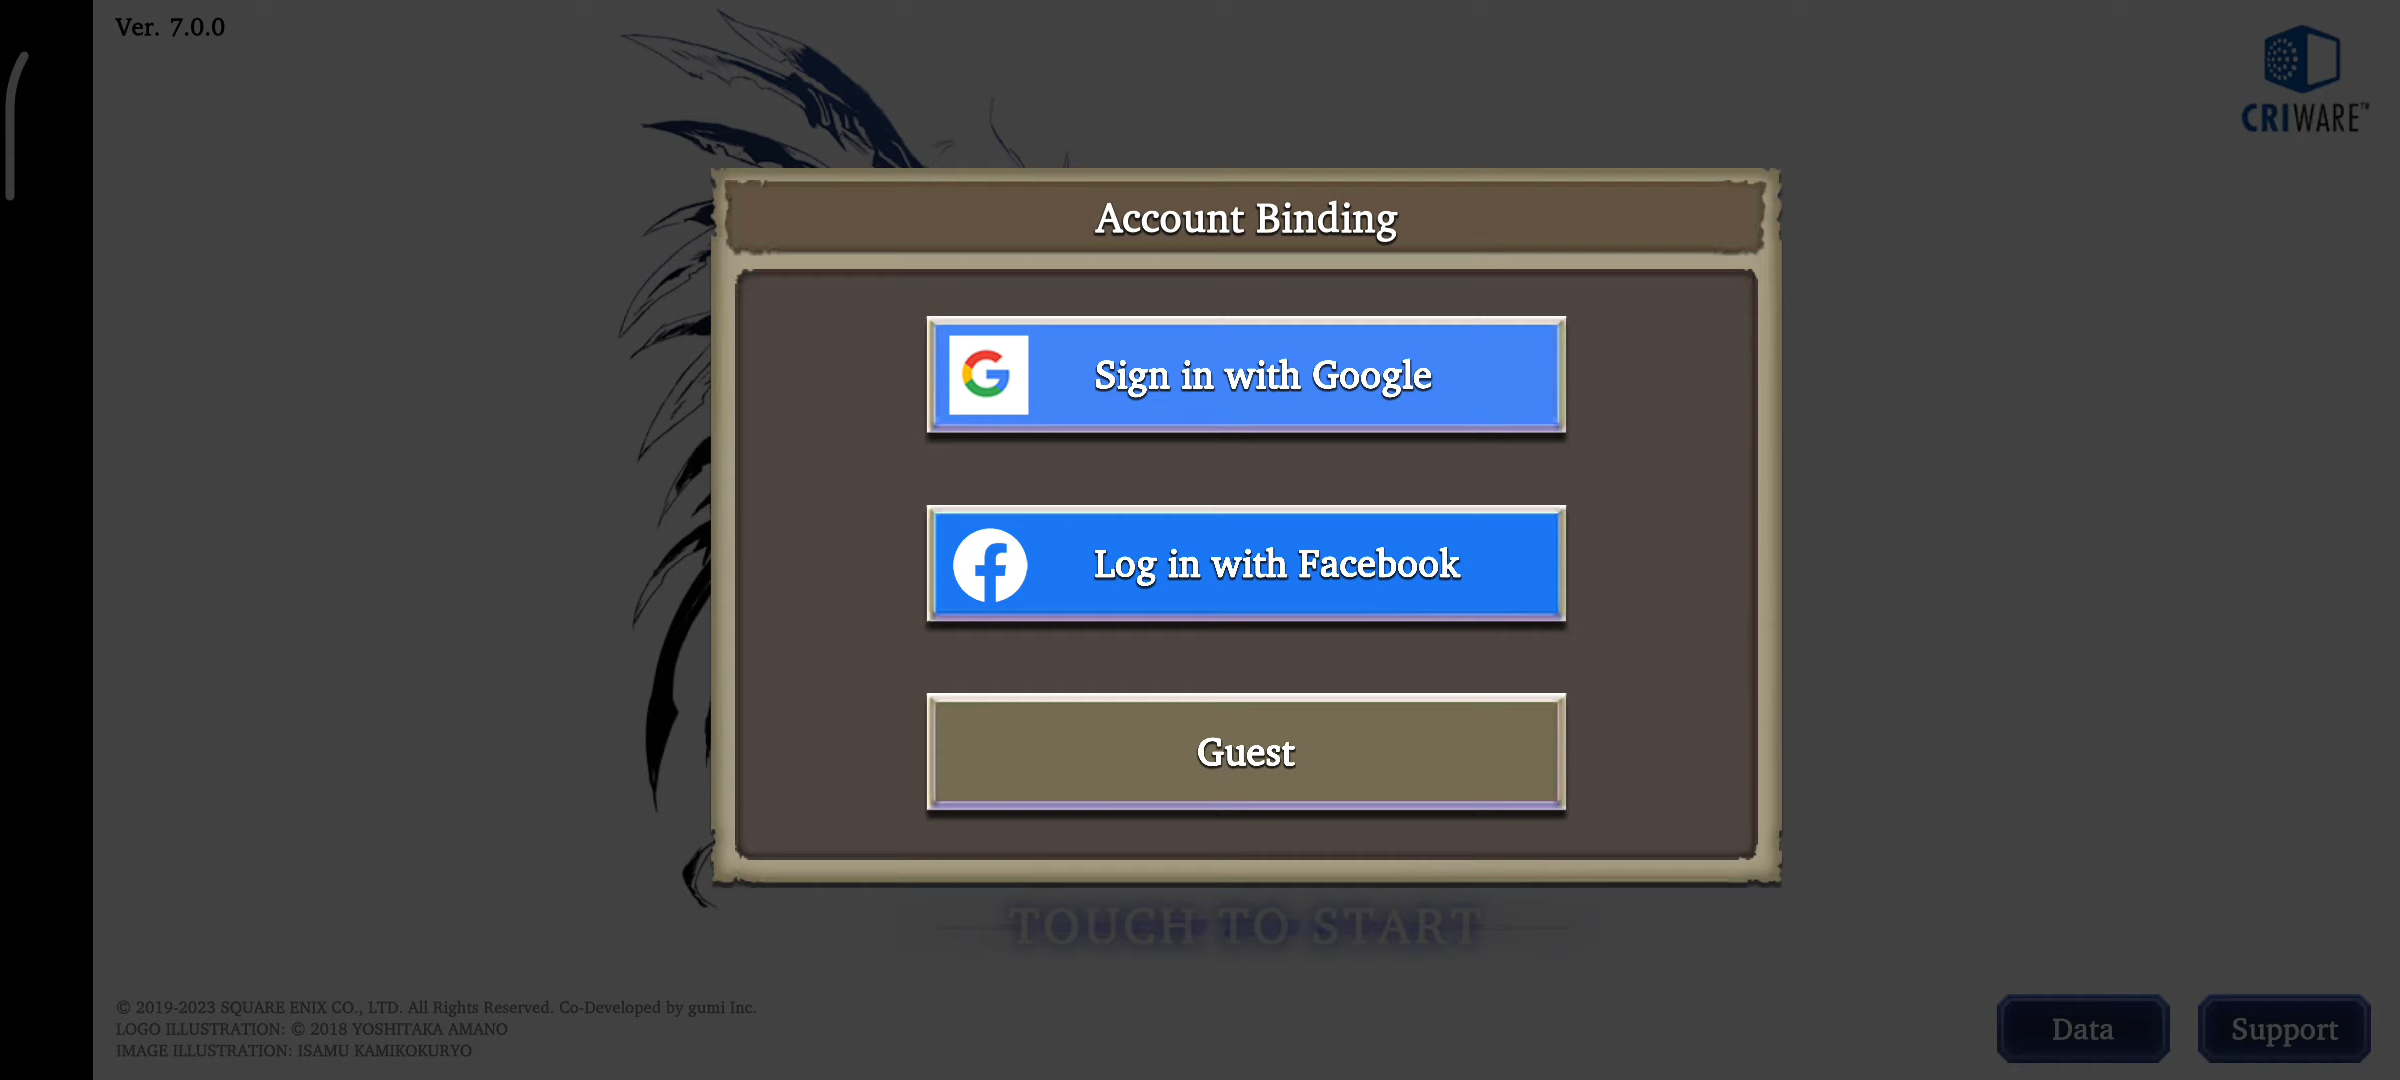 Ver. 7.0.0
CRIWARE™
Account Binding
Sign in with Google
Log in with Facebook
Guest
TOUCH TO START
© 2019-2023 SQUARE ENIX CO., LTD. All Rights Reserved. Co-Developed by gumi Inc.
LOGO ILLUSTRATION: © 2018 YOSHITAKA AMANO
IMAGE ILLUSTRATION: ISAMU KAMIKOKURYO
Data
Support